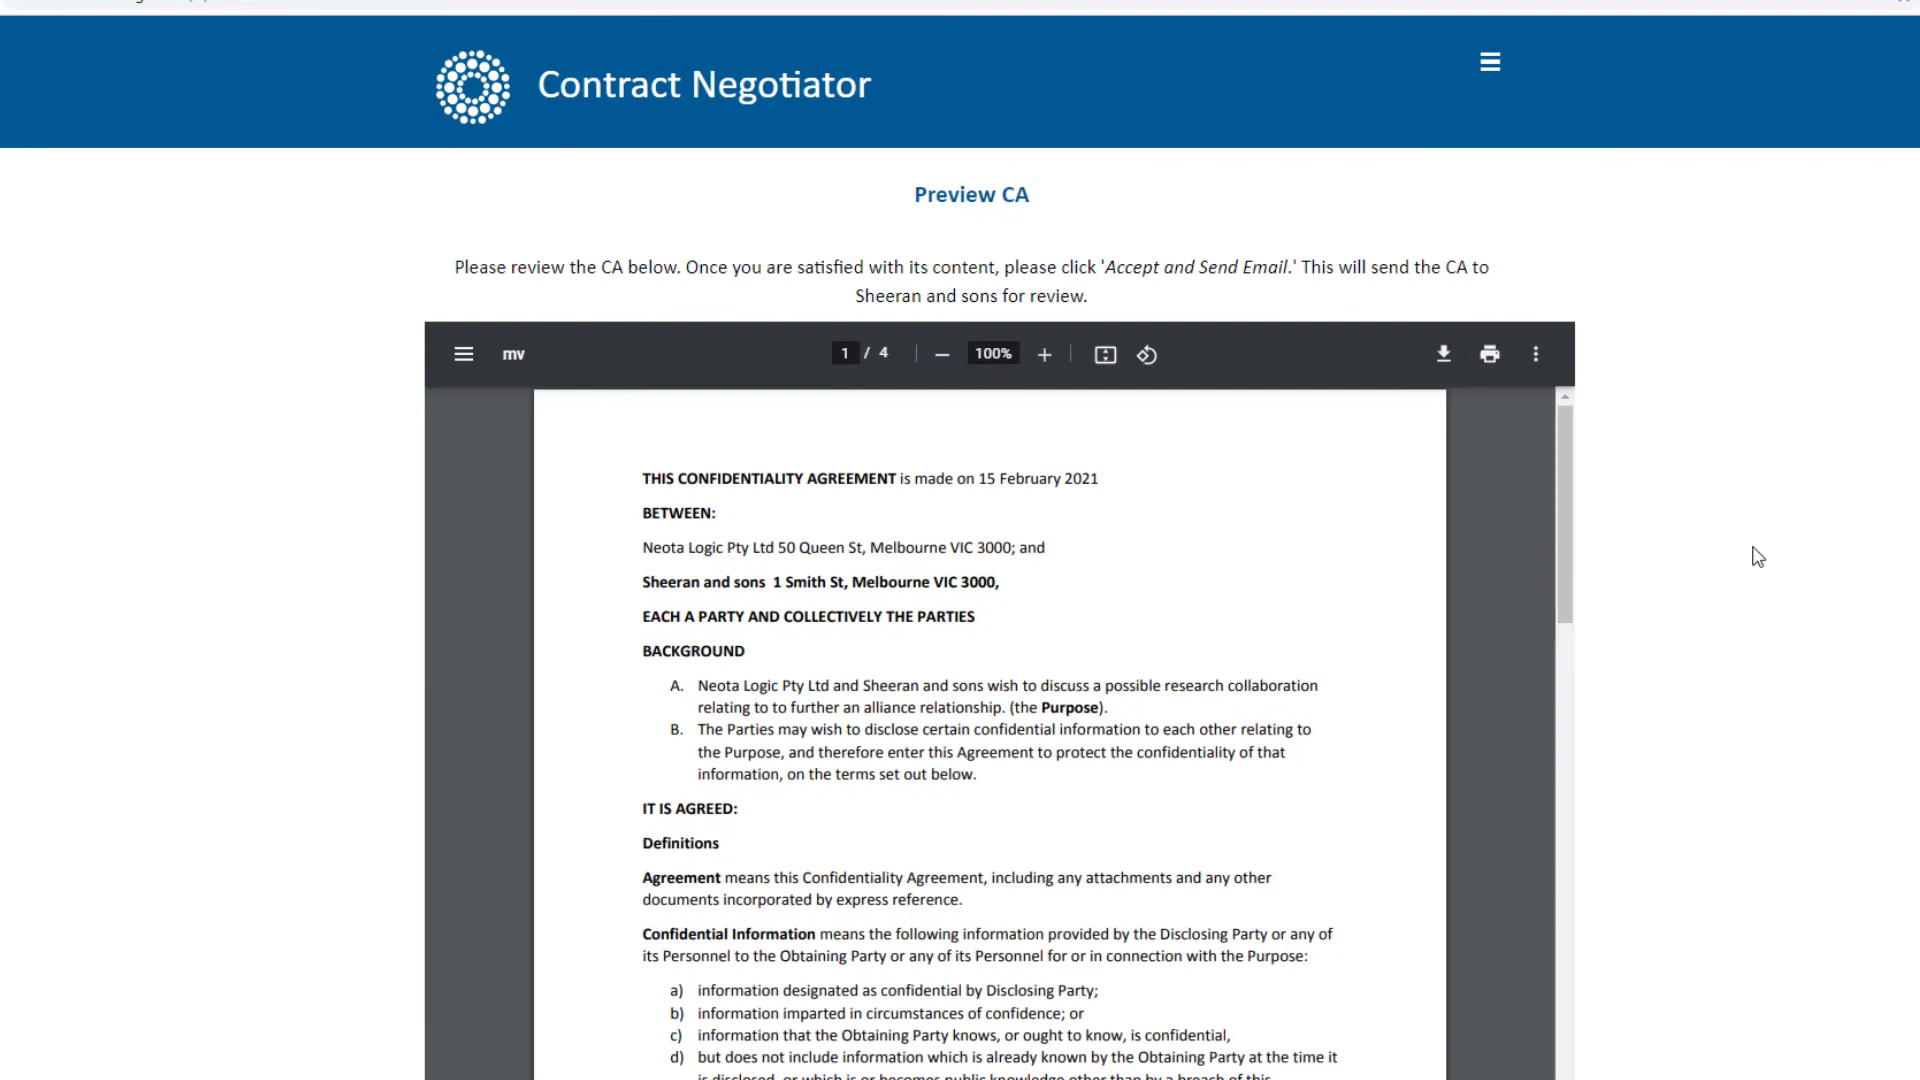 Contract Negotiator
Preview CA
Please review the CA below. Once you are satisfied with its content, please click 'Accept and Send Email.' This will send the CA to
Sheeran and sons for review.
mv
1 / 4
100%
THIS CONFIDENTIALITY AGREEMENT is made on 15 February 2021
BETWEEN:
Neota Logic Pty Ltd 50 Queen St, Melbourne VIC 3000; and
Sheeran and sons 1 Smith St, Melbourne VIC 3000,
EACH A PARTY AND COLLECTIVELY THE PARTIES
BACKGROUND
A. Neota Logic Pty Ltd and Sheeran and sons wish to discuss a possible research collaboration
relating to to further an alliance relationship. (the Purpose).
B. The Parties may wish to disclose certain confidential information to each other relating to
the Purpose, and therefore enter this Agreement to protect the confidentiality of that
information, on the terms set out below.
IT IS AGREED:
Definitions
Agreement means this Confidentiality Agreement, including any attachments and any other
documents incorporated by express reference.
Confidential Information means the following information provided by the Disclosing Party or any of
its Personnel to the Obtaining Party or any of its Personnel for or in connection with the Purpose:
a) information designated as confidential by Disclosing Party;
b) information imparted in circumstances of confidence; or
c) information that the Obtaining Party knows, or ought to know, is confidential,
d) but does not include information which is already known by the Obtaining Party at the time it
is disclosed, or which is or becomes public knowledge other than by a breach of this